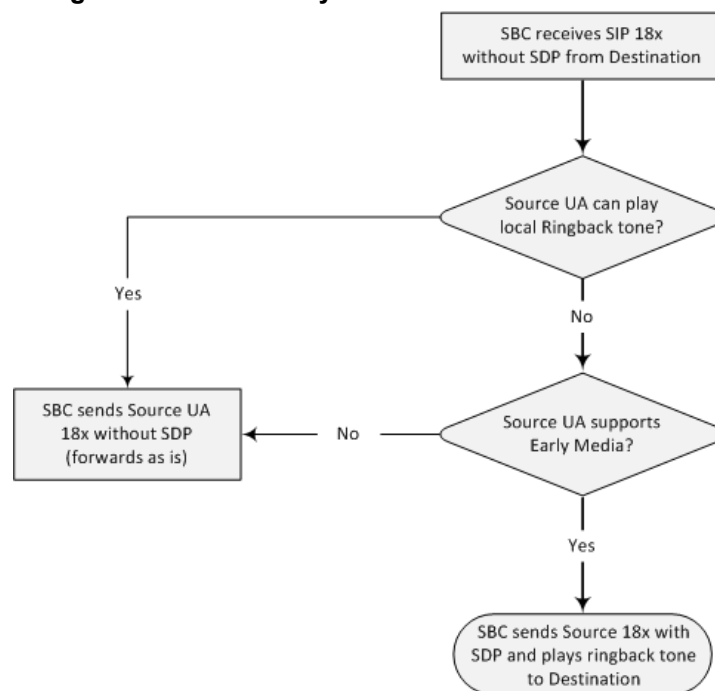 SBC receives SIP 18x
without SDP from Destination
Source UA can play
local Ringback tone?
Yes
No
SBC sends Source UA
18x without SDP
(forwards as is)
No
Source UA supports
Early Media?
Yes
SBC sends Source 18x with
SDP and plays ringback tone
to Destination